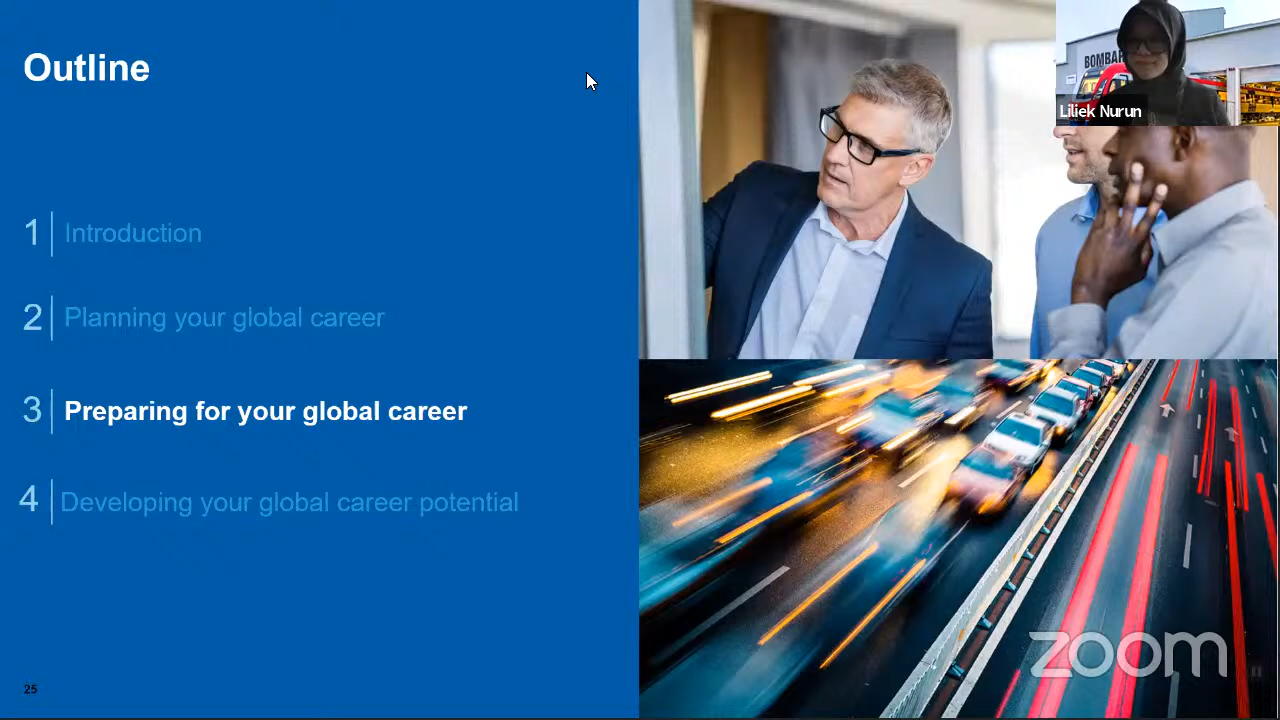 Outline
1 Introduction
2 Planning your global career
3 Preparing for your global career
4 Developing your global career potential
25
Liliek Nurun
zoom